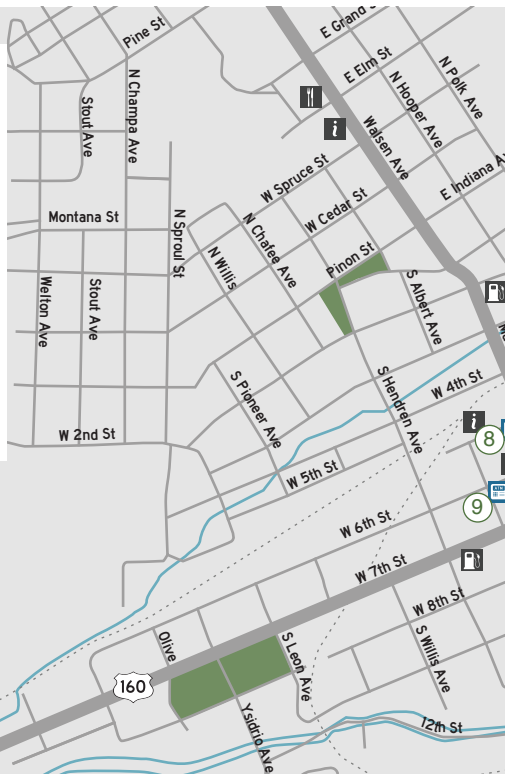 Pine St
E Grand S
E Elm St
N Polk Ave
N Hooper Ave
Stout Ave
N Champa Ave
i
Walsen Ave
W Spruce St
E Indiana Av
Montana St
N Sproul St
W Cedar St
N Chafee Ave
N Willis
Pinon St
Welton Ave
Stout Ave
S Albert Ave
S Pioneer Ave
S Hendren Ave
W 4th St
W 2nd St
i
8
W 5th St
ATM
9
W 6th St
W 7th St
W 8th St
Olive
S Leon Ave
S Willis Ave
160
Ysidrio Ave
12th St